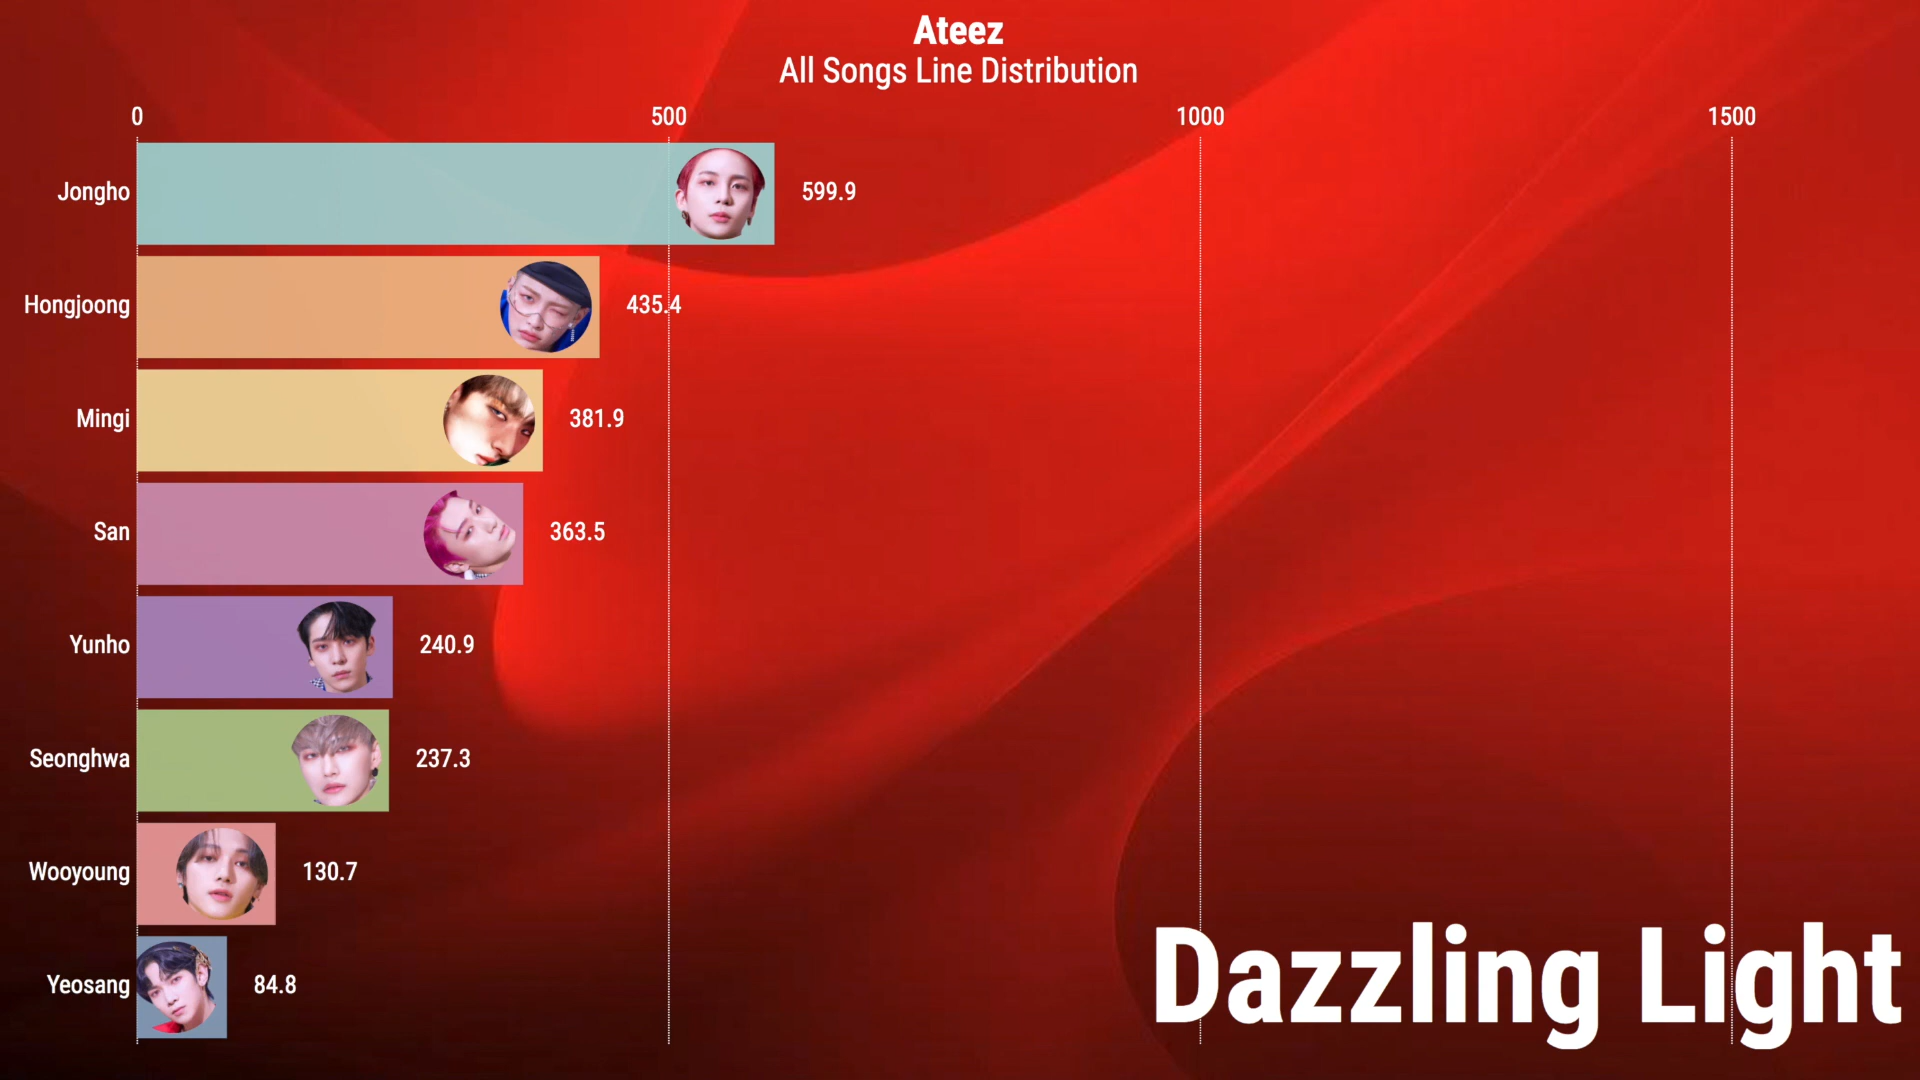 Ateez
All Songs Line Distribution
0 500 1000 1500
Jongho 599.9
Hongjoong 435.4
Mingi 381.9
San 363.5
Yunho 240.9
Seonghwa 237.3
Wooyoung 130.7
Yeosang 84.8
Dazzling Light